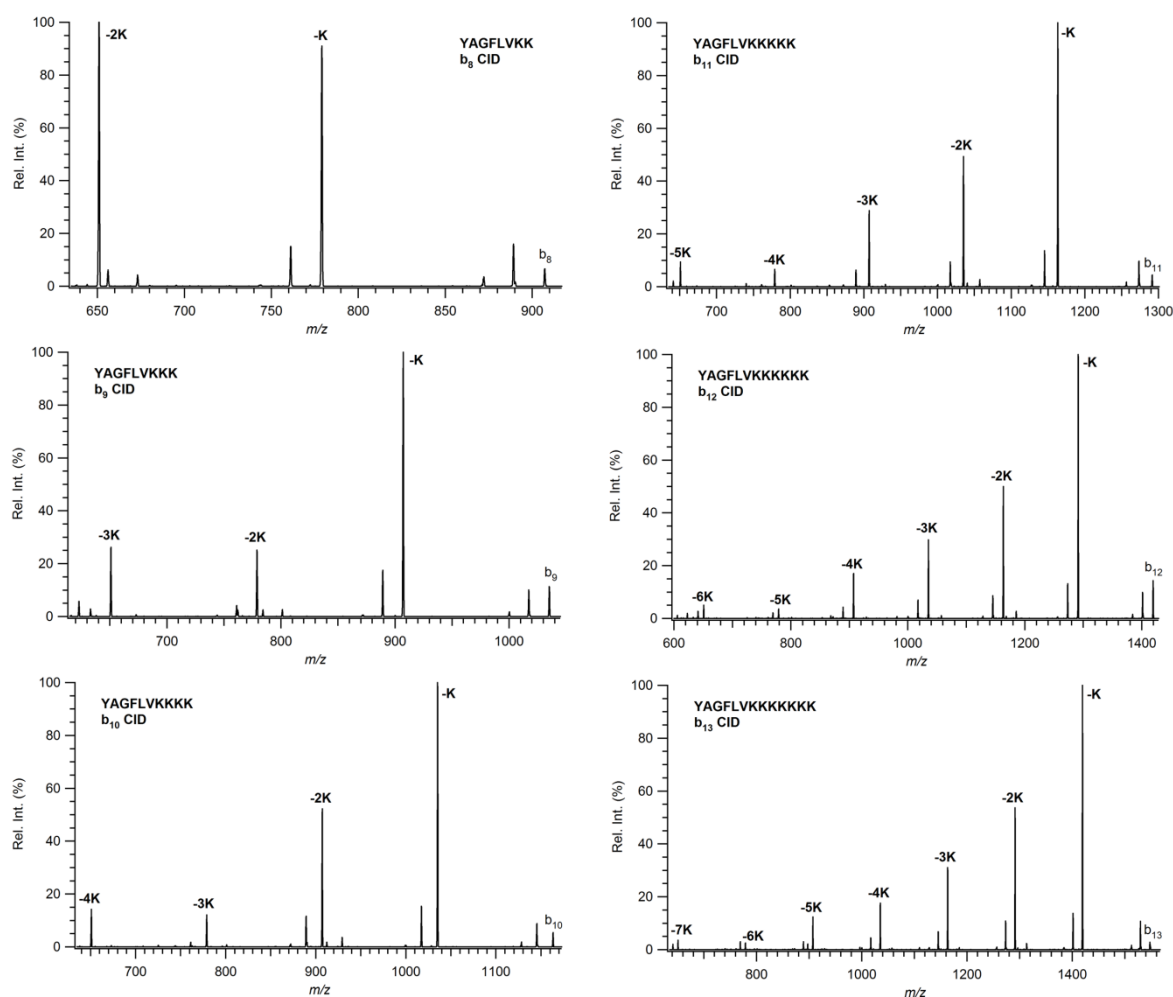 100
80
60
40
20
0
Rel. Int. (%)
-2K
-K
YAGFLVKK
b8 CID
b8
650
700
750
800
850
900
m/z
100
80
60
40
20
0
Rel. Int. (%)
YAGFLVKKKKK
b11 CID
-K
-2K
-3K
-4K
-5K
b11
700
800
900
1000
1100
1200
1300
m/z
100
80
60
40
20
0
Rel. Int. (%)
YAGFLVKKK
b9 CID
-K
-3K
-2K
b9
700
800
900
1000
m/z
100
80
60
40
20
0
Rel. Int. (%)
YAGFLVKKKKKK
b12 CID
-K
-2K
-3K
-4K
-5K
-6K
b12
600
800
1000
1200
1400
m/z
100
80
60
40
20
0
Rel. Int. (%)
YAGFLVKKKK
b10 CID
-K
-2K
-3K
-4K
b10
700
800
900
1000
1100
m/z
100
80
60
40
20
0
Rel. Int. (%)
YAGFLVKKKKKKK
b13 CID
-K
-2K
-3K
-4K
-5K
-6K
-7K
b13
800
1000
1200
1400
m/z